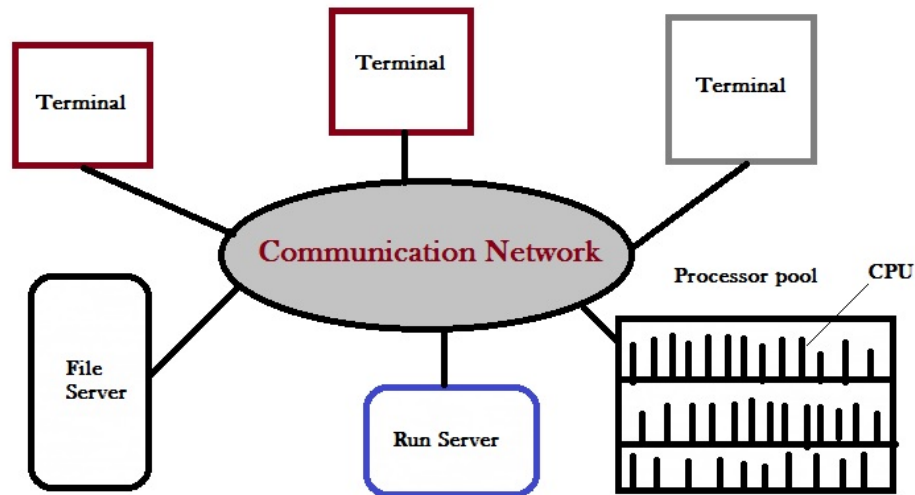 Terminal
Terminal
Terminal
Communication Network
Processor pool
CPU
File
Server
Run Server